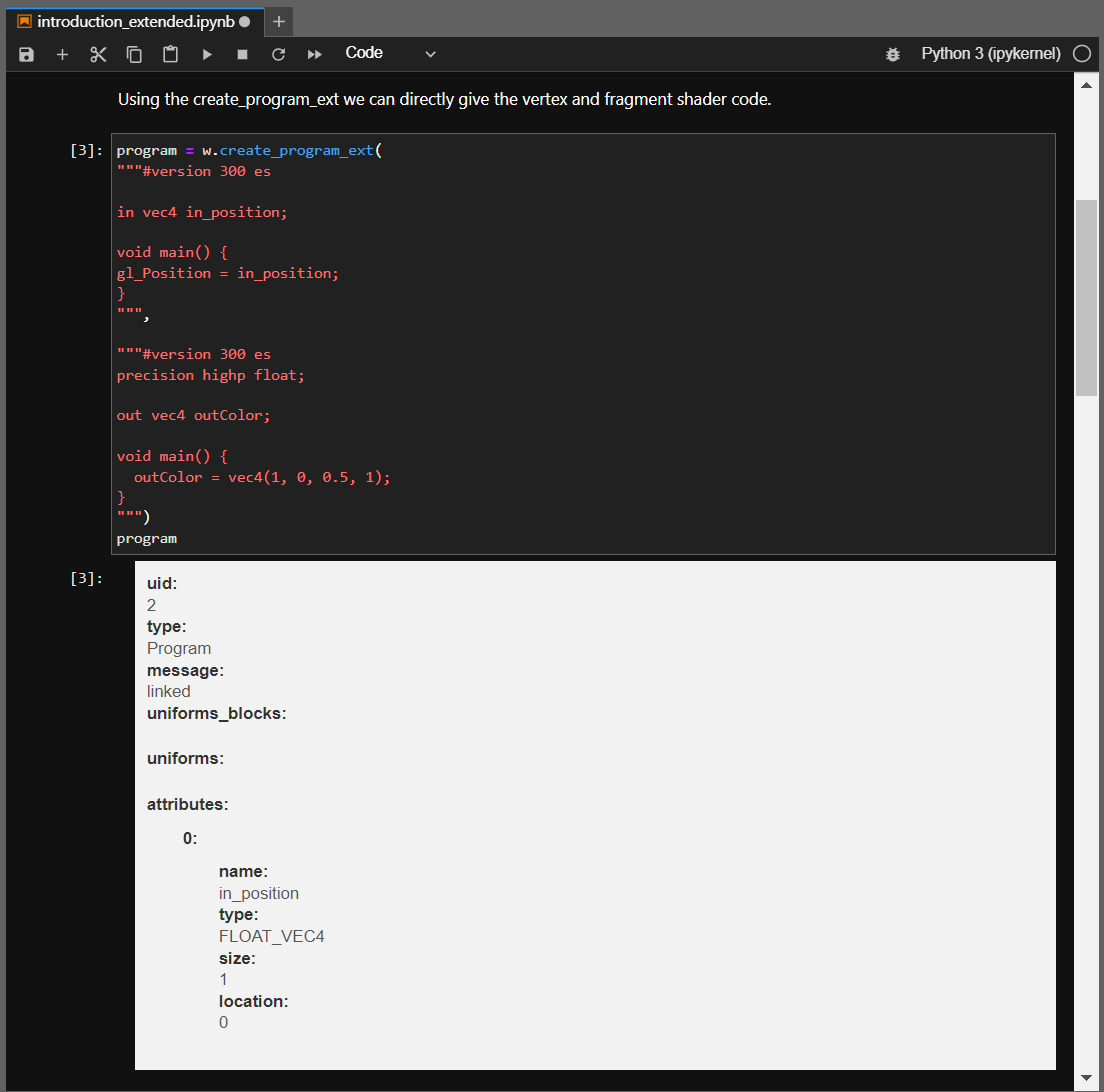 introduction_extended.ipynb
Code
Python 3 (ipykernel)
Using the create_program_ext we can directly give the vertex and fragment shader code.
[3]:
program = w.create_program_ext(
"""#version 300 es
in vec4 in_position;
void main() {
gl_Position = in_position;
}
""",
"""#version 300 es
precision highp float;
out vec4 outColor;
void main() {
  outColor = vec4(1, 0, 0.5, 1);
}
""")
program
[3]:
uid:
2
type:
Program
message:
linked
uniforms_blocks:
uniforms:
attributes:
0:
name:
in_position
type:
FLOAT_VEC4
size:
1
location:
0